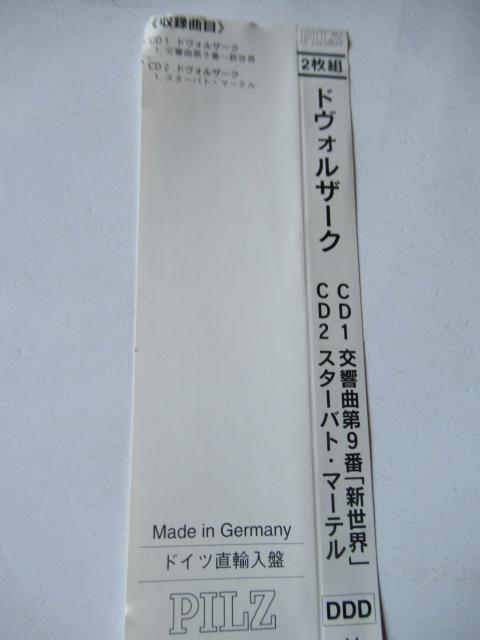 《収録曲目》
CD1 ドヴォルザーク
1. 交響曲第9番~新世界
CD2 ドヴォルザーク
1. スターバト・マーテル
Made in Germany
ドイツ直輸入盤
PILZ
PILZ
2枚組
ドヴォルザーク
CD1 交響曲第9番「新世界」
CD2 スターバト・マーテル
DDD